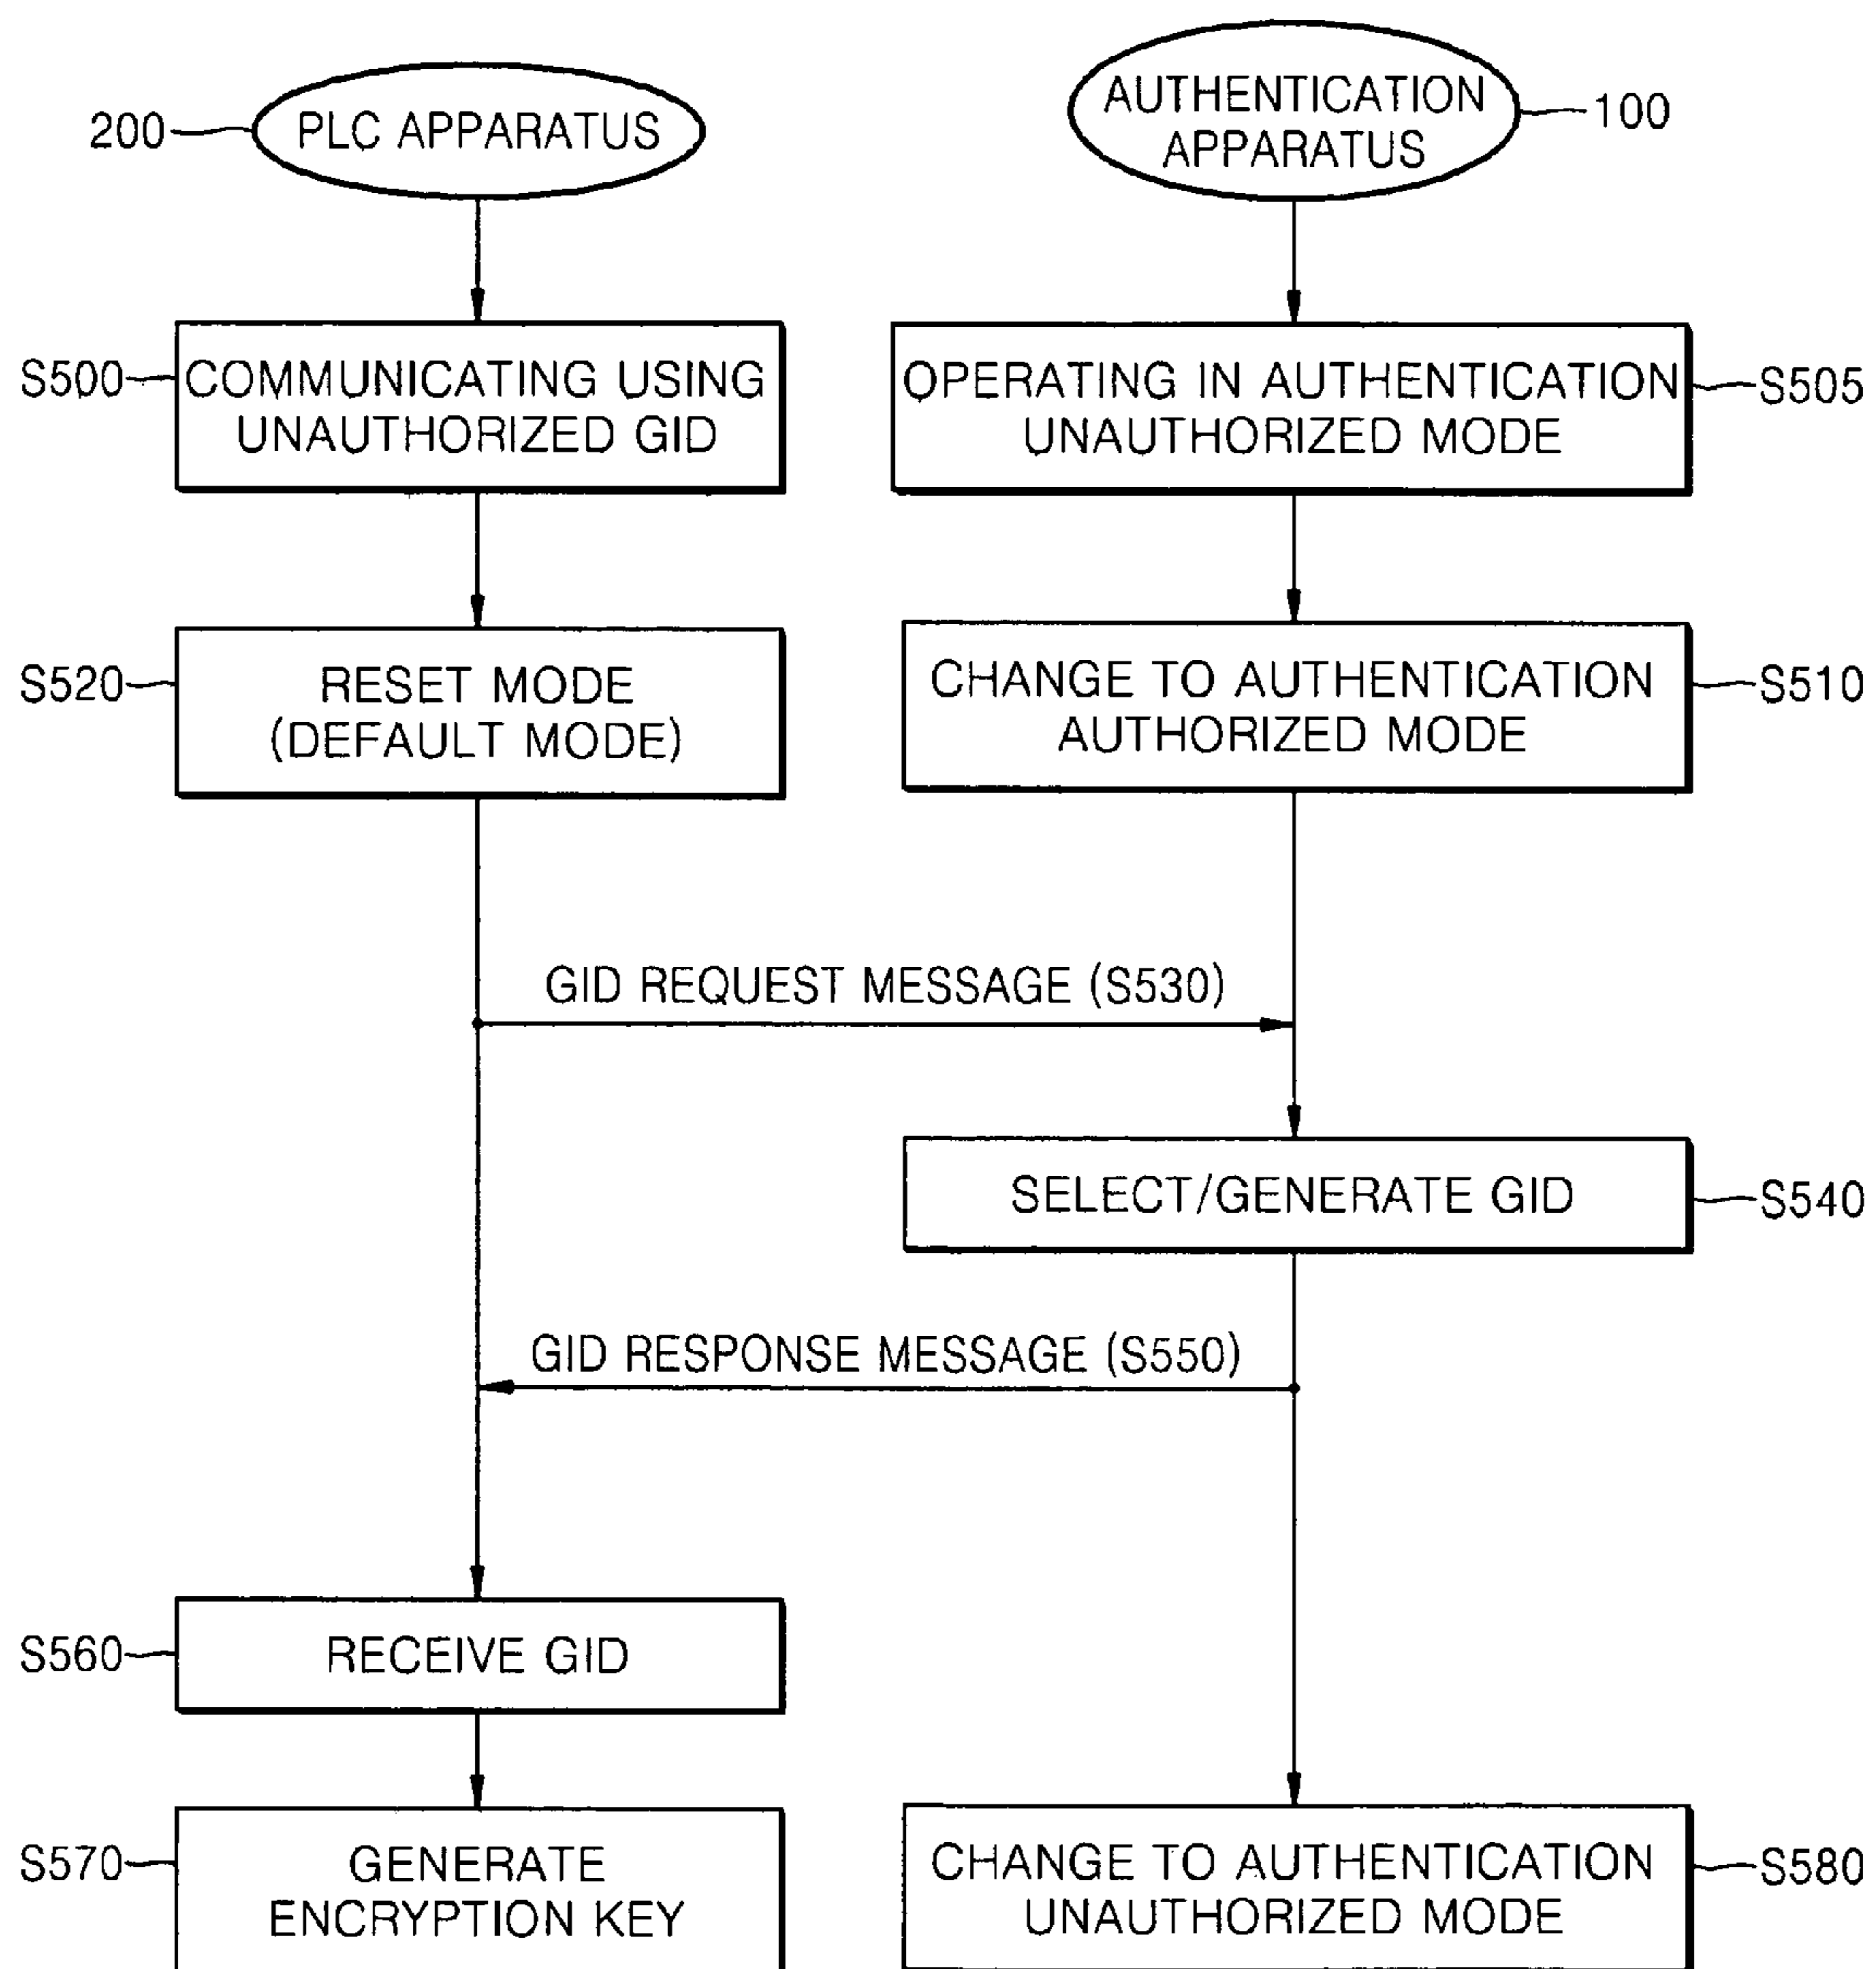 200
PLC APPARATUS
AUTHENTICATION
APPARATUS
100
S500
COMMUNICATING USING
UNAUTHORIZED GID
OPERATING IN AUTHENTICATION
UNAUTHORIZED MODE
S505
S520
RESET MODE
(DEFAULT MODE)
CHANGE TO AUTHENTICATION
AUTHORIZED MODE
S510
GID REQUEST MESSAGE (S530)
SELECT/GENERATE GID
S540
GID RESPONSE MESSAGE (S550)
S560
RECEIVE GID
S570
GENERATE
ENCRYPTION KEY
CHANGE TO AUTHENTICATION
UNAUTHORIZED MODE
S580